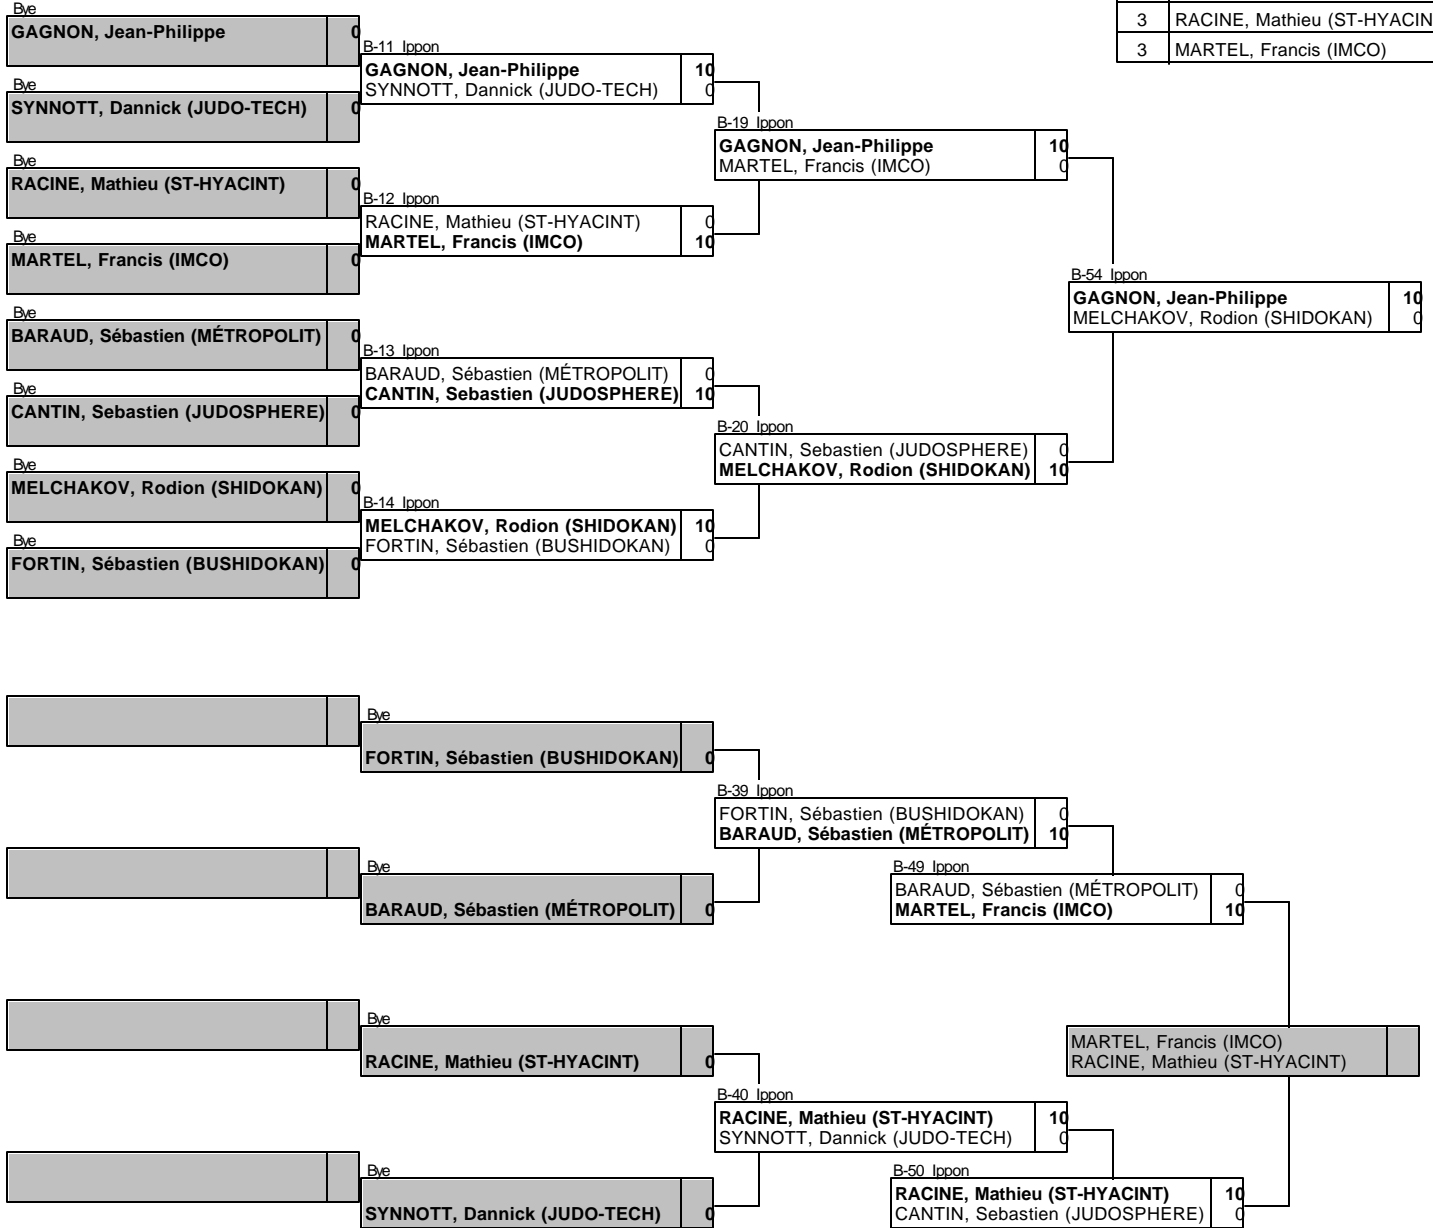 3 RACINE, Mathieu (ST-HYACIN
3 MARTEL, Francis (IMCO)
Bye
GAGNON, Jean-Philippe 0
Bye
SYNNOTT, Dannick (JUDO-TECH) 0
Bye
RACINE, Mathieu (ST-HYACINT) 0
Bye
MARTEL, Francis (IMCO) 0
Bye
BARAUD, Sébastien (MÉTROPOLIT) 0
Bye
CANTIN, Sebastien (JUDOSPHERE) 0
Bye
MELCHAKOV, Rodion (SHIDOKAN) 0
Bye
FORTIN, Sébastien (BUSHIDOKAN) 0
B-11 Ippon
GAGNON, Jean-Philippe 10
SYNNOTT, Dannick (JUDO-TECH) 0
B-12 Ippon
RACINE, Mathieu (ST-HYACINT) 0
MARTEL, Francis (IMCO) 10
B-13 Ippon
BARAUD, Sébastien (MÉTROPOLIT) 0
CANTIN, Sebastien (JUDOSPHERE) 10
B-14 Ippon
MELCHAKOV, Rodion (SHIDOKAN) 10
FORTIN, Sébastien (BUSHIDOKAN) 0
B-19 Ippon
GAGNON, Jean-Philippe 10
MARTEL, Francis (IMCO) 0
B-20 Ippon
CANTIN, Sebastien (JUDOSPHERE) 0
MELCHAKOV, Rodion (SHIDOKAN) 10
B-54 Ippon
GAGNON, Jean-Philippe 10
MELCHAKOV, Rodion (SHIDOKAN) 0
Bye
FORTIN, Sébastien (BUSHIDOKAN) 0
Bye
BARAUD, Sébastien (MÉTROPOLIT) 0
Bye
RACINE, Mathieu (ST-HYACINT) 0
Bye
SYNNOTT, Dannick (JUDO-TECH) 0
B-39 Ippon
FORTIN, Sébastien (BUSHIDOKAN) 0
BARAUD, Sébastien (MÉTROPOLIT) 10
B-40 Ippon
RACINE, Mathieu (ST-HYACINT) 10
SYNNOTT, Dannick (JUDO-TECH) 0
B-49 Ippon
BARAUD, Sébastien (MÉTROPOLIT) 0
MARTEL, Francis (IMCO) 10
B-50 Ippon
RACINE, Mathieu (ST-HYACINT) 10
CANTIN, Sebastien (JUDOSPHERE) 0
MARTEL, Francis (IMCO)
RACINE, Mathieu (ST-HYACINT)